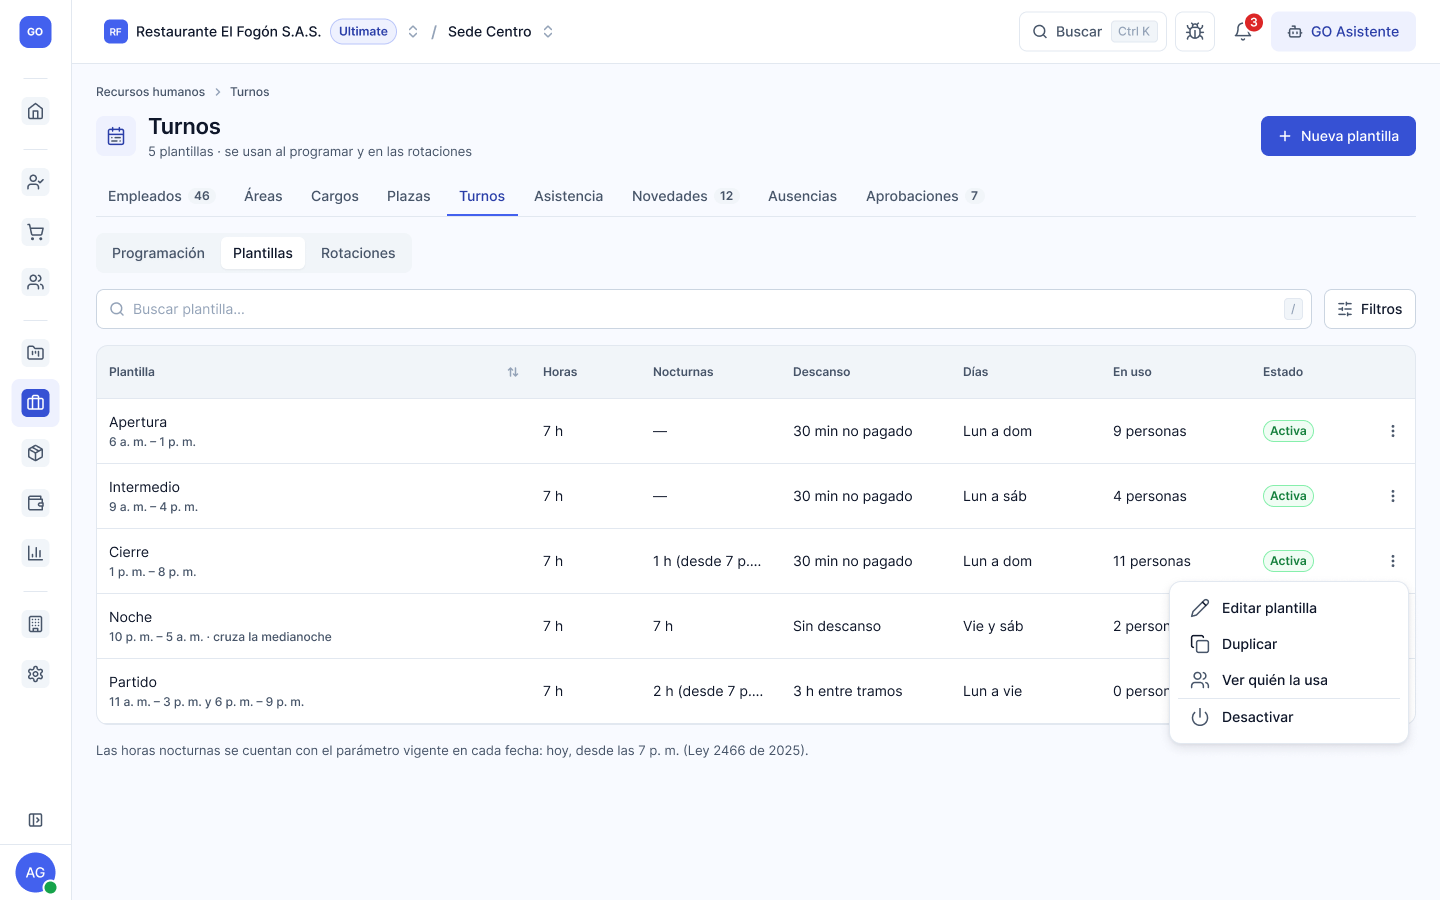 GO
RF
Restaurante El Fogón S.A.S.
Ultimate
/
Sede Centro
Buscar
Ctrl K
3
GO Asistente
Recursos humanos
Turnos
Turnos
5 plantillas · se usan al programar y en las rotaciones
Nueva plantilla
Empleados 46
Áreas
Cargos
Plazas
Turnos
Asistencia
Novedades 12
Ausencias
Aprobaciones 7
Programación
Plantillas
Rotaciones
Buscar plantilla...
/
Filtros
Plantilla
Horas
Nocturnas
Descanso
Días
En uso
Estado
Apertura
6 a. m. – 1 p. m.
7 h
—
30 min no pagado
Lun a dom
9 personas
Activa
Intermedio
9 a. m. – 4 p. m.
7 h
—
30 min no pagado
Lun a sáb
4 personas
Activa
Cierre
1 p. m. – 8 p. m.
7 h
1 h (desde 7 p....
30 min no pagado
Lun a dom
11 personas
Activa
Noche
10 p. m. – 5 a. m. · cruza la medianoche
7 h
7 h
Sin descanso
Vie y sáb
2 person
Partido
11 a. m. – 3 p. m. y 6 p. m. – 9 p. m.
7 h
2 h (desde 7 p....
3 h entre tramos
Lun a vie
0 person
Editar plantilla
Duplicar
Ver quién la usa
Desactivar
Las horas nocturnas se cuentan con el parámetro vigente en cada fecha: hoy, desde las 7 p. m. (Ley 2466 de 2025).
AG